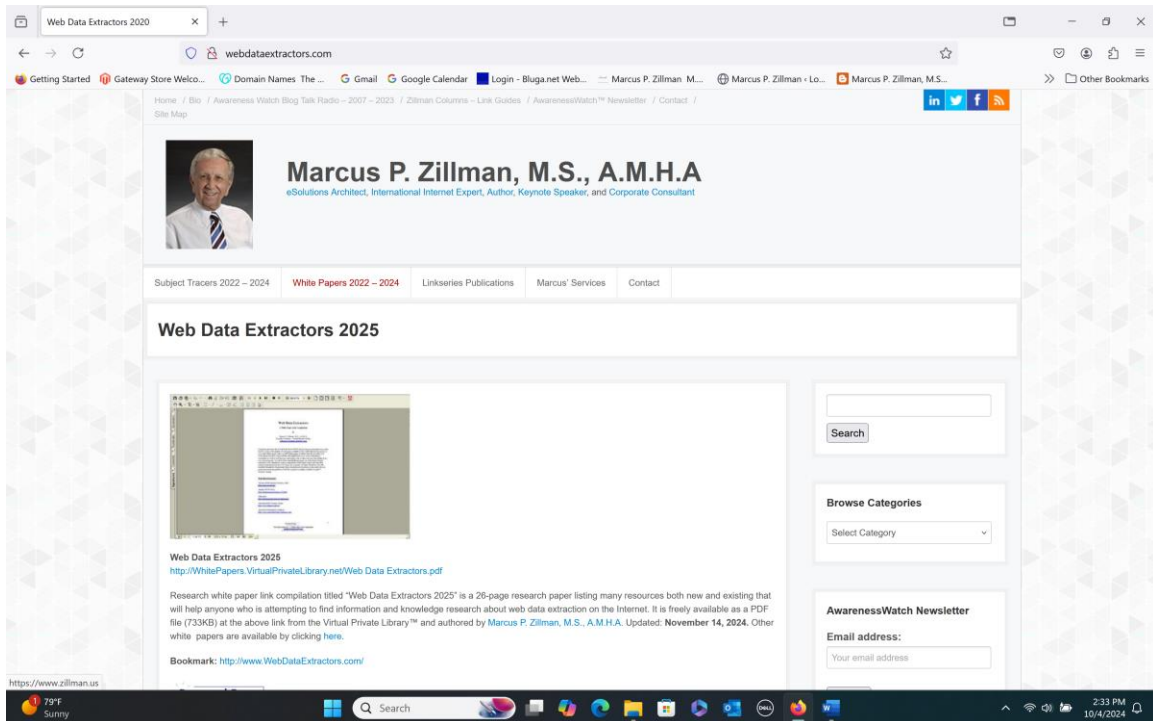 Web Data Extractors 2020
webdataextractors.com
Getting Started
Gateway Store Welco...
Domain Names The ...
Gmail
Google Calendar
Login - Bluga.net Web...
Marcus P. Zillman M....
Marcus P. Zillman ‹ Lo...
Marcus P. Zillman, M.S...
Other Bookmarks
Home / Bio / Awareness Watch Blog Talk Radio – 2007 – 2023 / Zillman Columns – Link Guides / AwarenessWatch™ Newsletter / Contact /
Site Map
in
f
Marcus P. Zillman, M.S., A.M.H.A
eSolutions Architect, International Internet Expert, Author, Keynote Speaker, and Corporate Consultant
Subject Tracers 2022 – 2024
White Papers 2022 – 2024
Linkseries Publications
Marcus' Services
Contact
Web Data Extractors 2025
Search
Browse Categories
Select Category
Web Data Extractors 2025
http://WhitePapers.VirtualPrivateLibrary.net/Web Data Extractors.pdf
Research white paper link compilation titled “Web Data Extractors 2025” is a 26-page research paper listing many resources both new and existing that
will help anyone who is attempting to find information and knowledge research about web data extraction on the Internet. It is freely available as a PDF
file (733KB) at the above link from the Virtual Private Library™ and authored by Marcus P. Zillman, M.S., A.M.H.A. Updated: November 14, 2024. Other
white papers are available by clicking here.
Bookmark: http://www.WebDataExtractors.com/
AwarenessWatch Newsletter
Email address:
Your email address
https://www.zillman.us
1
79°F
Sunny
Search
DELL
2:33 PM
10/4/2024